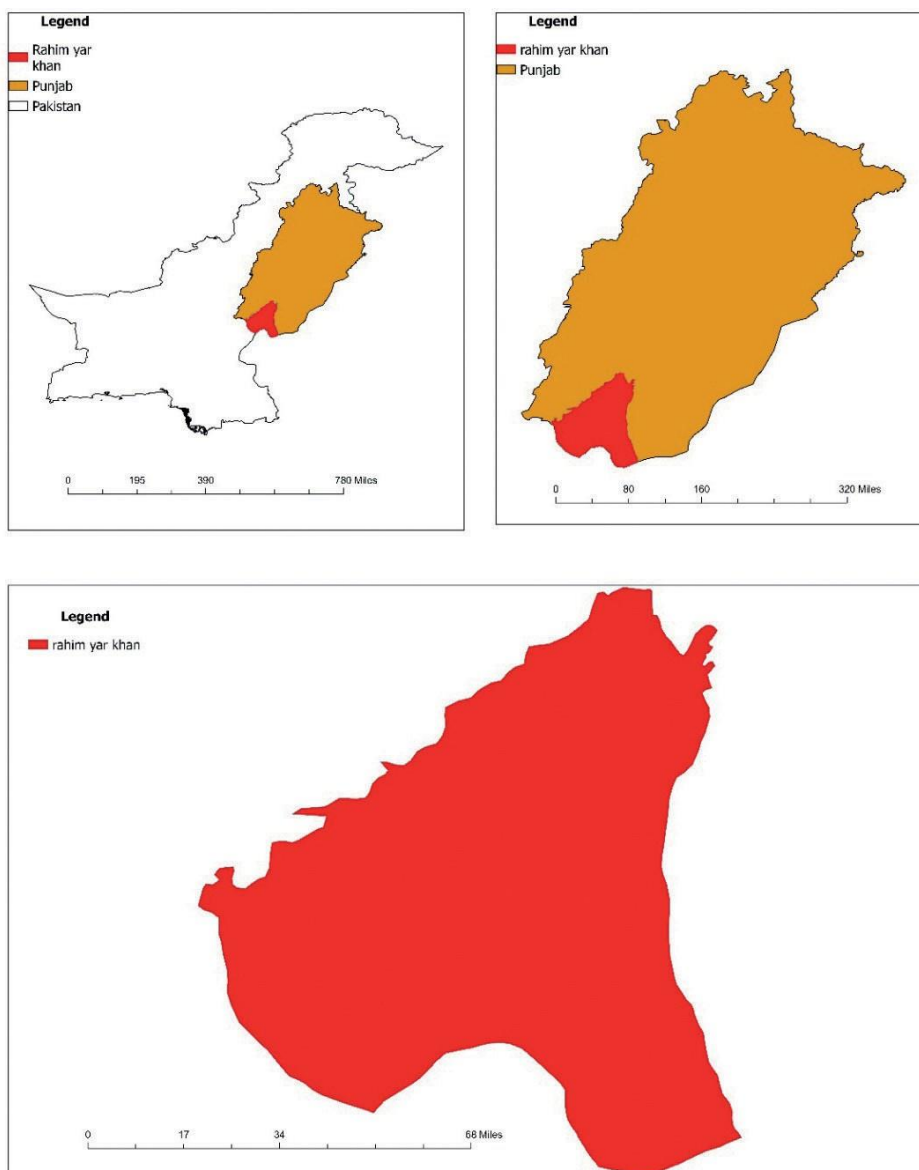 Legend
Rahim yar
khan
Punjab
Pakistan
0 195 390 780 Miles
Legend
rahim yar khan
Punjab
0 80 160 320 Miles
Legend
rahim yar khan
0 17 34 66 Miles